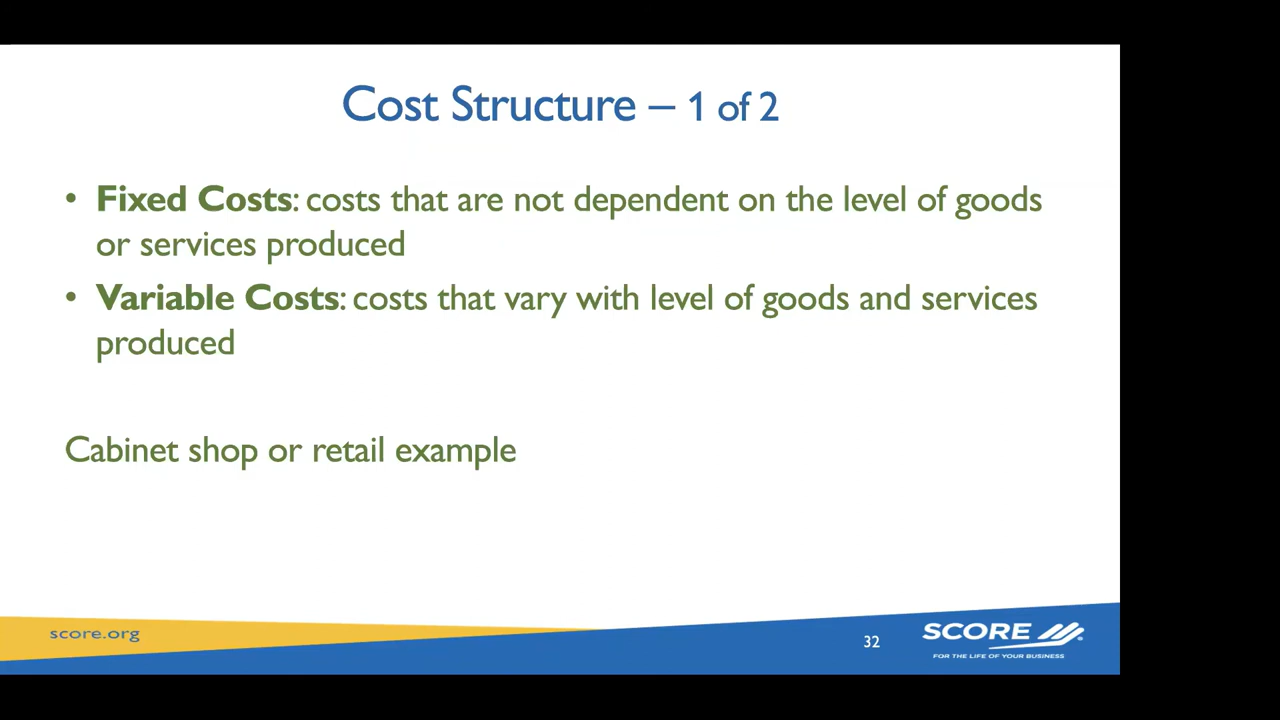 Cost Structure – 1 of 2
• Fixed Costs: costs that are not dependent on the level of goods
or services produced
• Variable Costs: costs that vary with level of goods and services
produced
Cabinet shop or retail example
score.org
32
SCORE
FOR THE LIFE OF YOUR BUSINESS